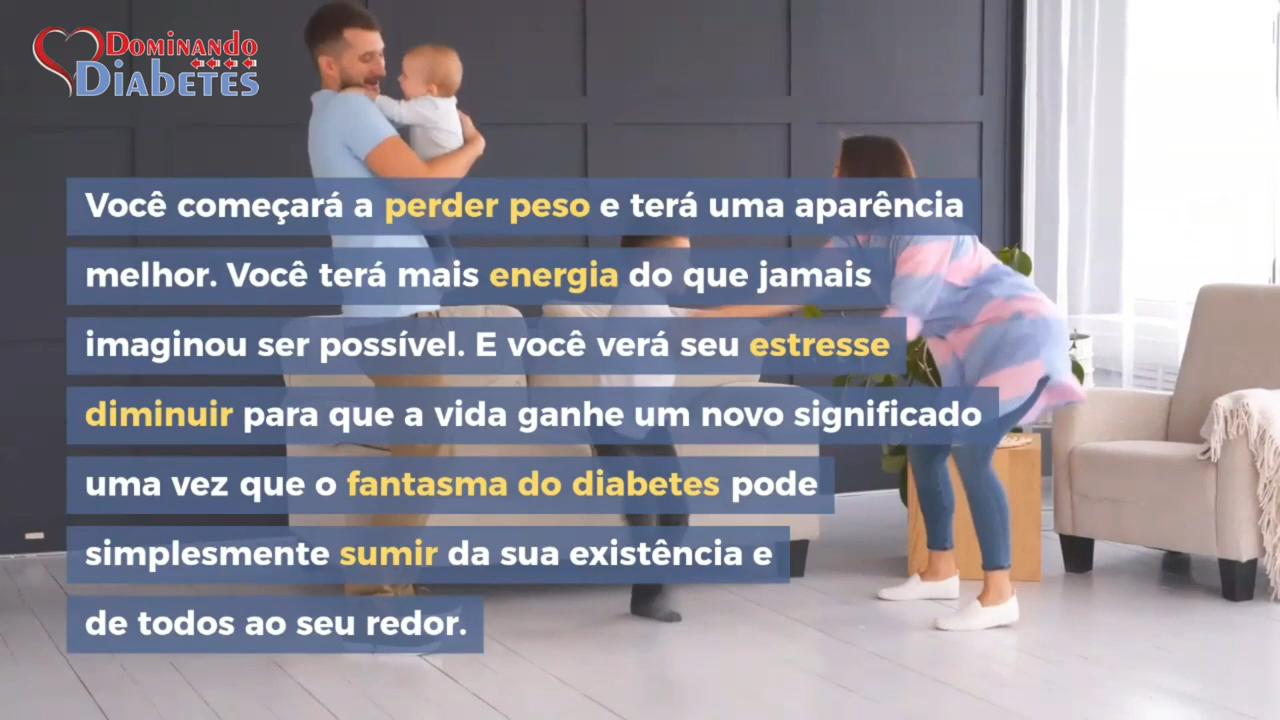 Dominando
Diabetes
Você começará a perder peso e terá uma aparência
melhor. Você terá mais energia do que jamais
imaginou ser possível. E você verá seu estresse
diminuir para que a vida ganhe um novo significado
uma vez que o fantasma do diabetes pode
simplesmente sumir da sua existência e
de todos ao seu redor.